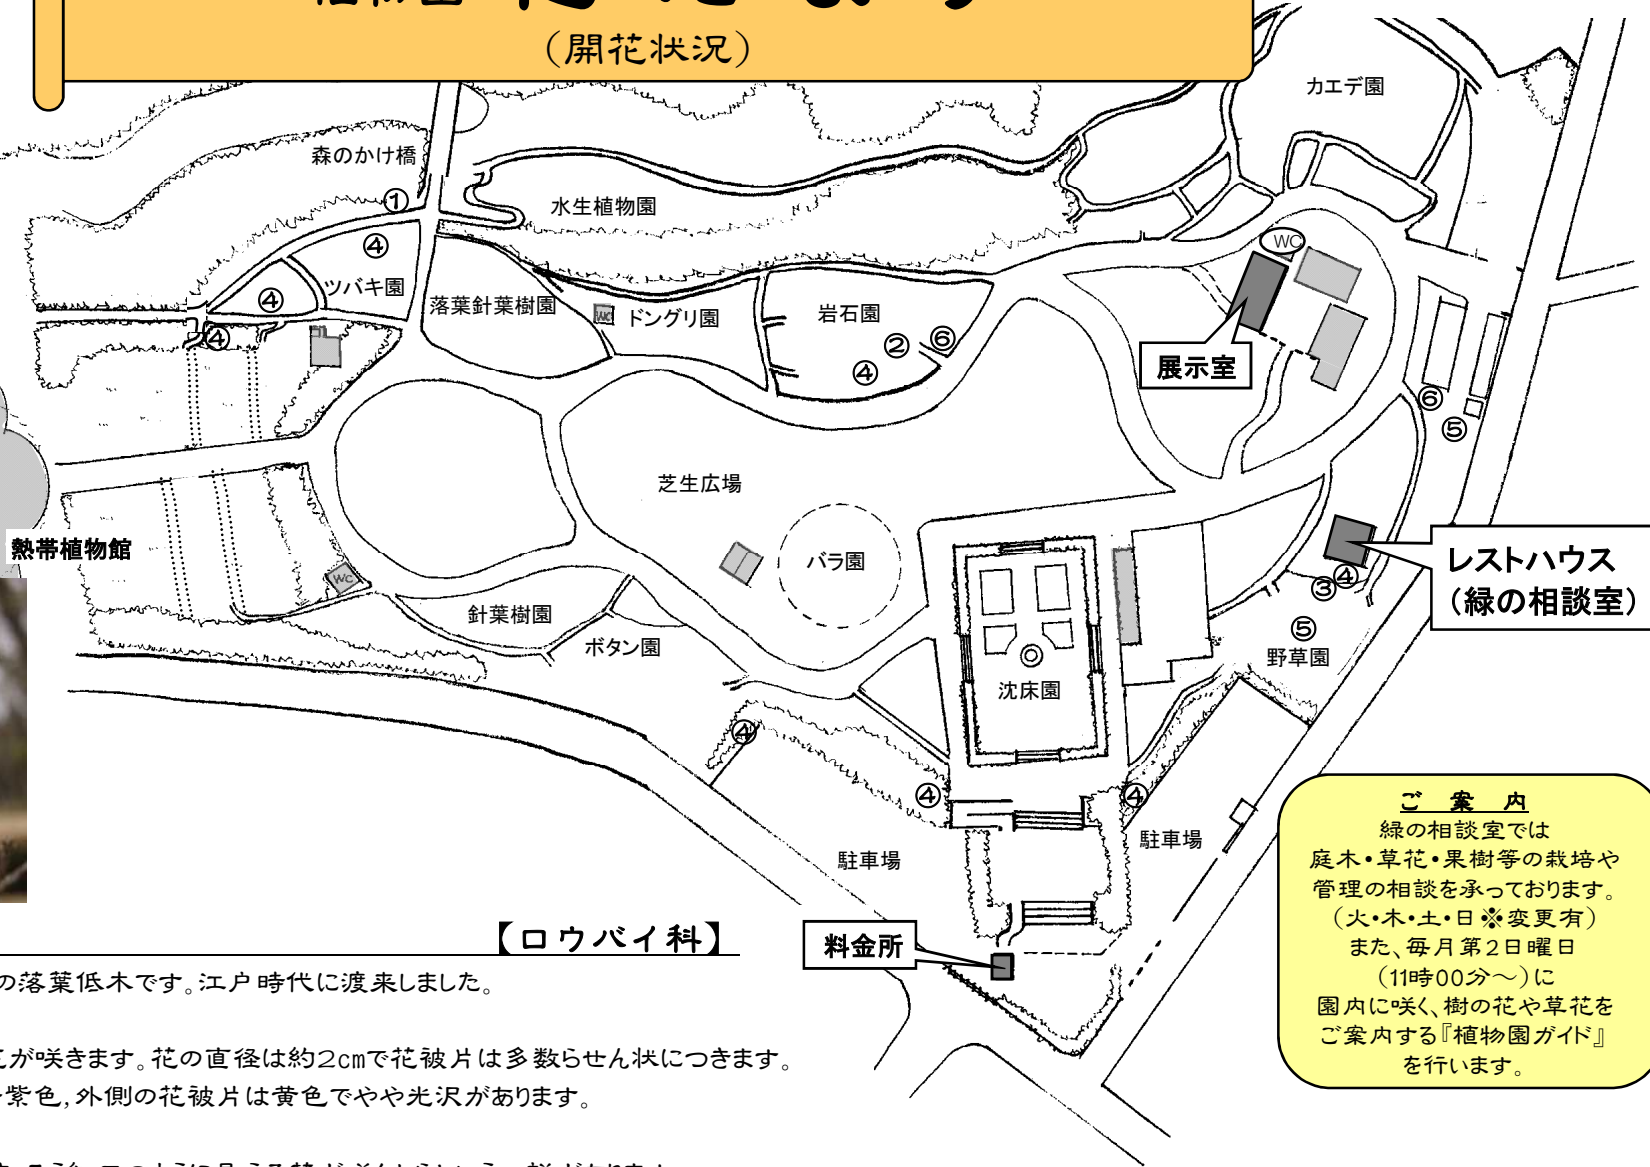 植物園
(開花状況)
カエデ園
森のかけ橋
①
水生植物園
④
WC
④
ツバキ園
落葉針葉樹園
WC
ドングリ園
岩石園
④
②
⑥
④
展示室
⑥
⑤
芝生広場
熱帯植物館
バラ園
WC
レストハウス
(緑の相談室)
③
④
針葉樹園
ボタン園
⑤
野草園
沈床園
④
④
④
駐車場
駐車場
料金所
ご 案 内
緑の相談室では
庭木・草花・果樹等の栽培や
管理の相談を承っております。
(火・木・土・日※変更有)
また、毎月第2日曜日
(11時00分～)に
園内に咲く、樹の花や草花を
ご案内する『植物園ガイド』
を行います。
【ロウバイ科】
の落葉低木です。江戸時代に渡来しました。
が咲きます。花の直径は約2cmで花被片は多数らせん状につきます。
紫色,外側の花被片は黄色でやや光沢があります。